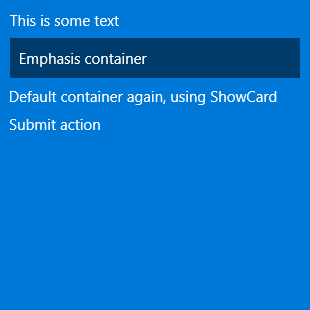 This is some text
Emphasis container
Default container again, using ShowCard
Submit action